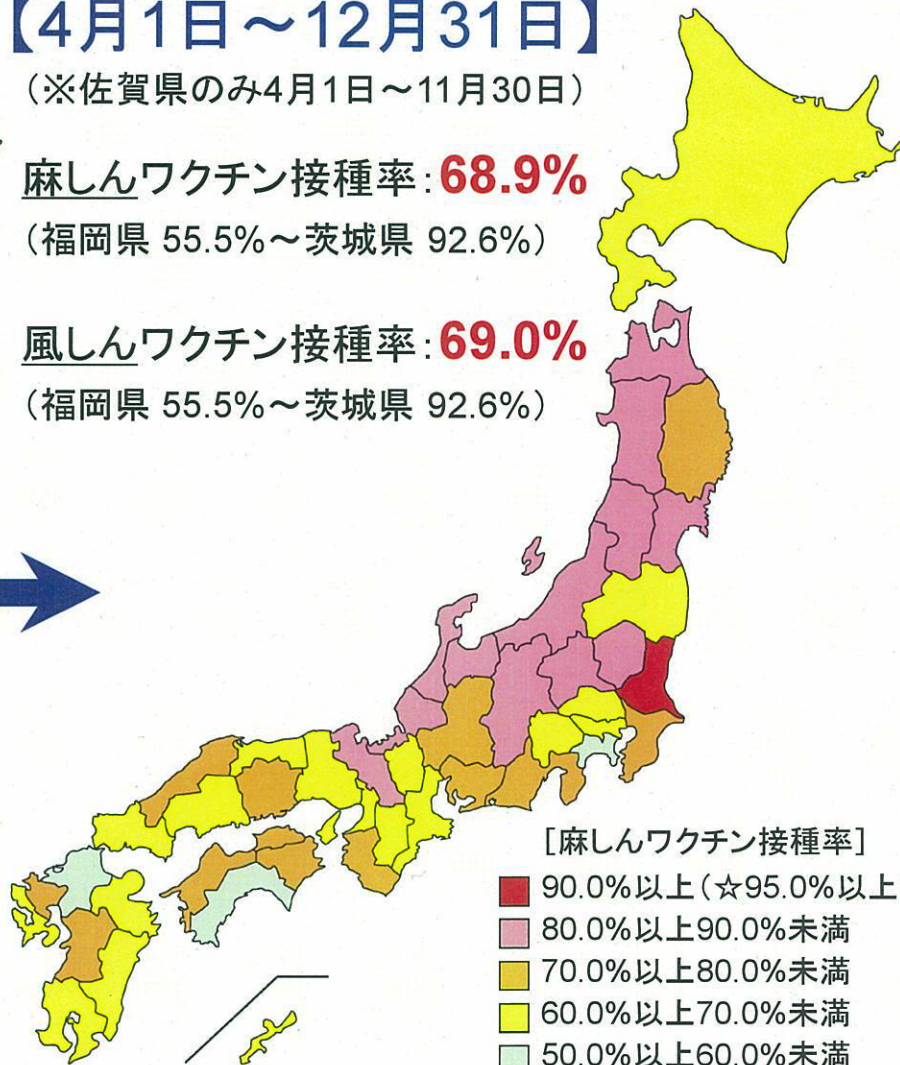 【4月1日～12月31日】
（※佐賀県のみ4月1日～11月30日）
麻しんワクチン接種率：68.9%
（福岡県 55.5%～茨城県 92.6%）
風しんワクチン接種率：69.0%
（福岡県 55.5%～茨城県 92.6%）
［麻しんワクチン接種率］
90.0%以上（☆95.0%以上
80.0%以上90.0%未満
70.0%以上80.0%未満
60.0%以上70.0%未満
50.0%以上60.0%未満